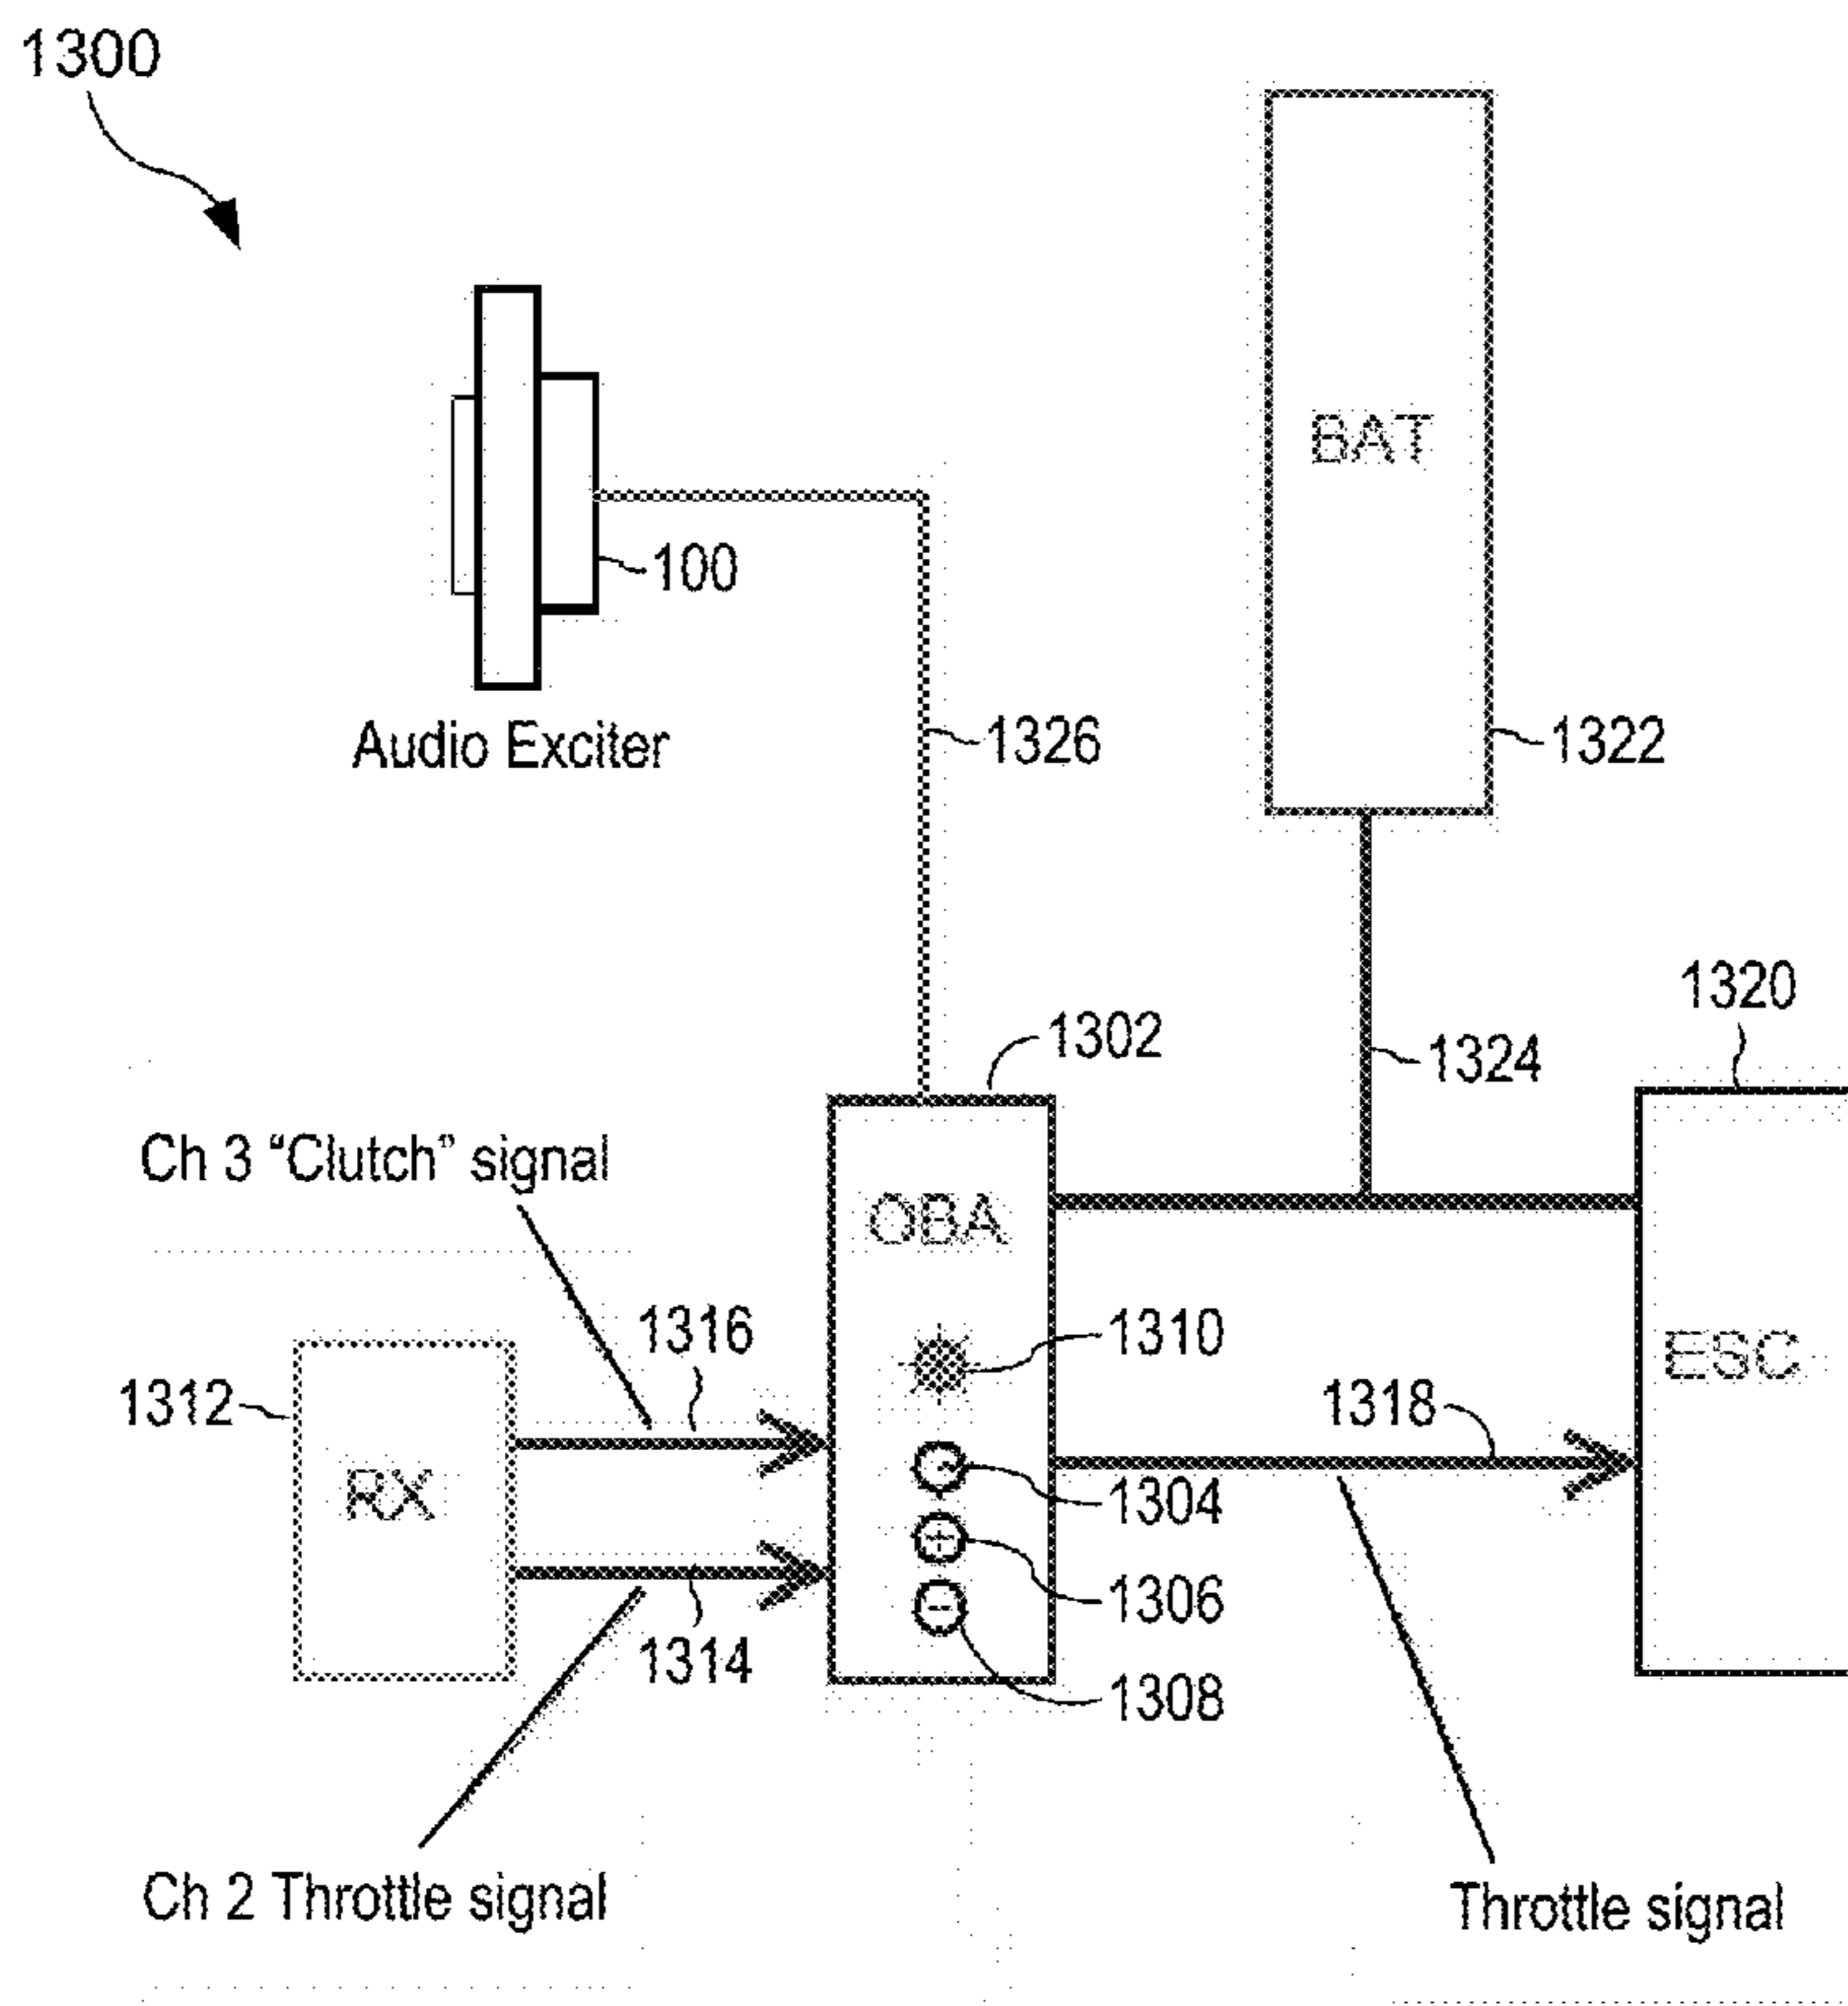 1300
BAT
100
Audio Exciter
1326
1322
1320
1302
1324
Ch 3 “Clutch” signal
OBA
1316
1310
ESC
1312
1318
RX
1304
1306
1314
1308
Ch 2 Throttle signal
Throttle signal